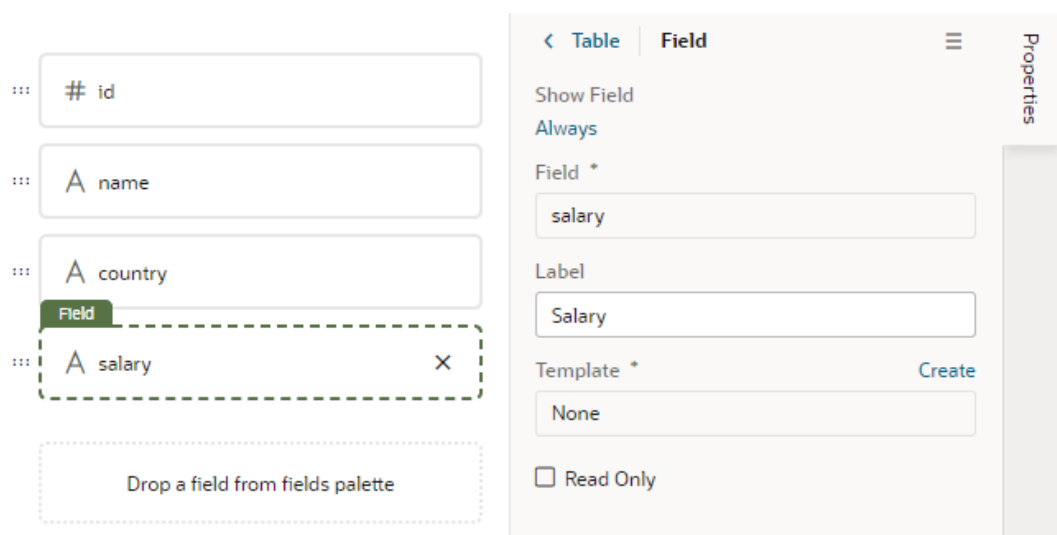 # id
A name
A country
Field
A salary
Drop a field from fields palette
Table Field
Show Field
Always
Field *
salary
Label
Salary
Template * Create
None
Read Only
Properties